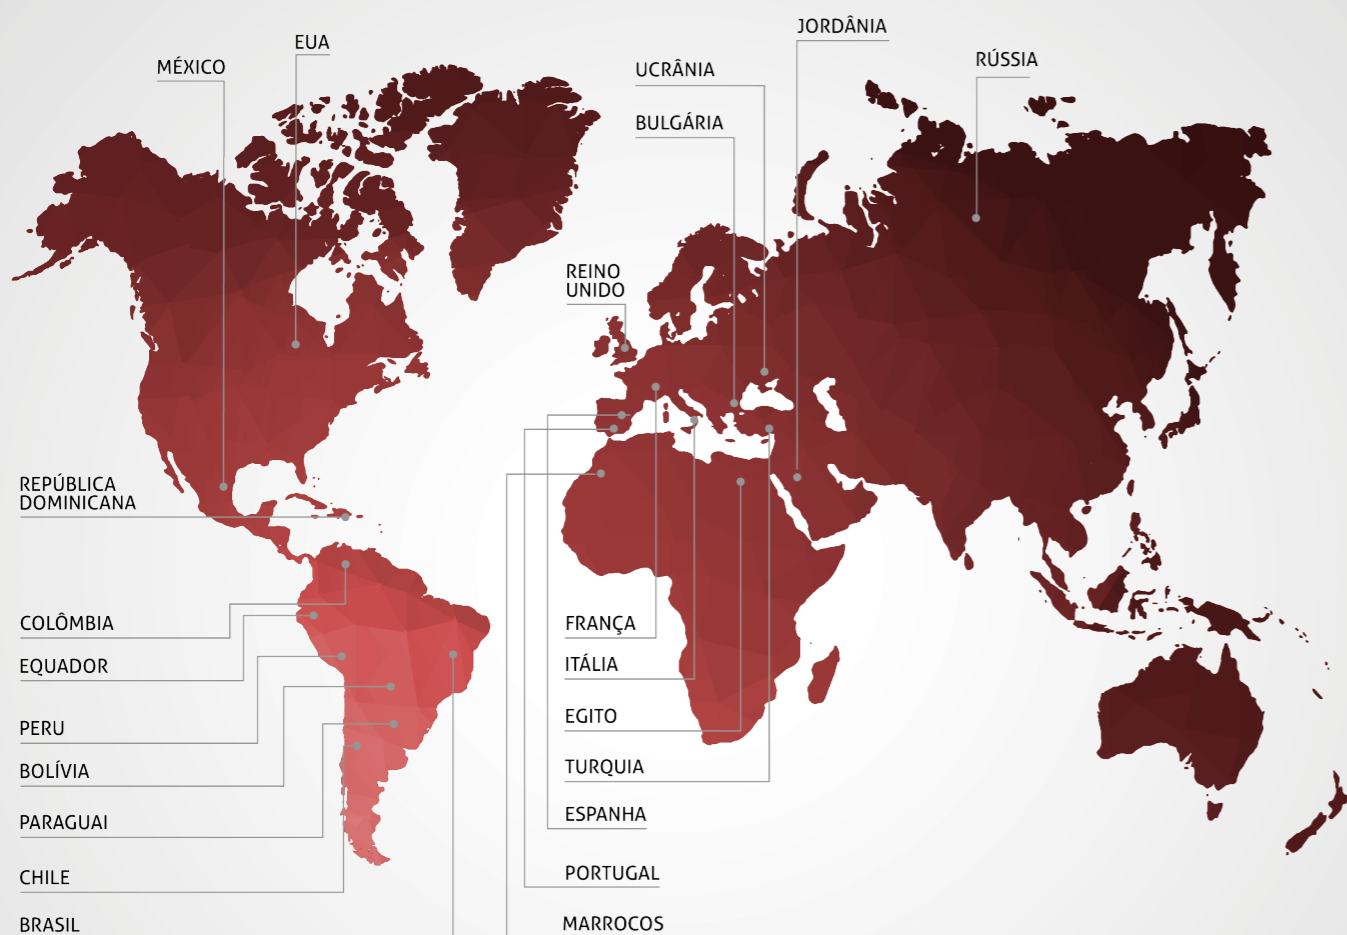 JORDÂNIA
EUA
MÉXICO
UCRÂNIA
RÚSSIA
BULGÁRIA
REINO
UNIDO
REPÚBLICA
DOMINICANA
COLÔMBIA
EQUADOR
PERU
BOLÍVIA
PARAGUAI
CHILE
BRASIL
FRANÇA
ITÁLIA
EGITO
TURQUIA
ESPANHA
PORTUGAL
MARROCOS